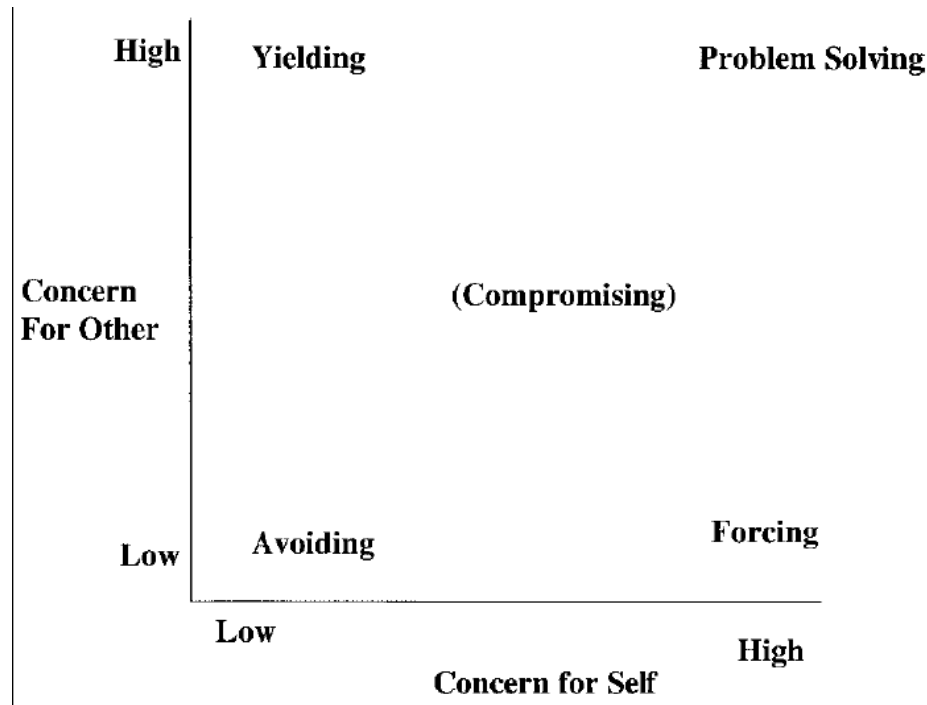 High
Yielding
Problem Solving
Concern
For Other
(Compromising)
Low
Avoiding
Forcing
Low
High
Concern for Self